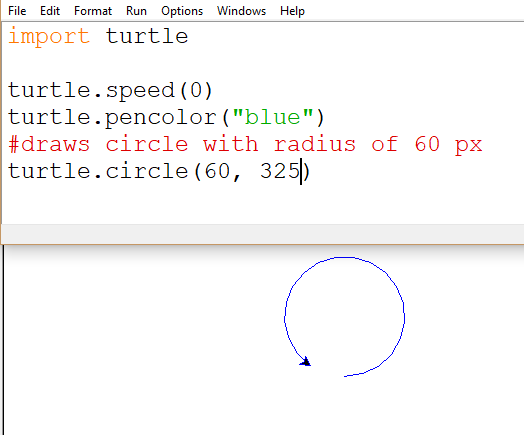 File Edit Format Run Options Windows Help
import turtle
turtle.speed(0)
turtle.pencolor("blue")
#draws circle with radius of 60 px
turtle.circle(60, 325)